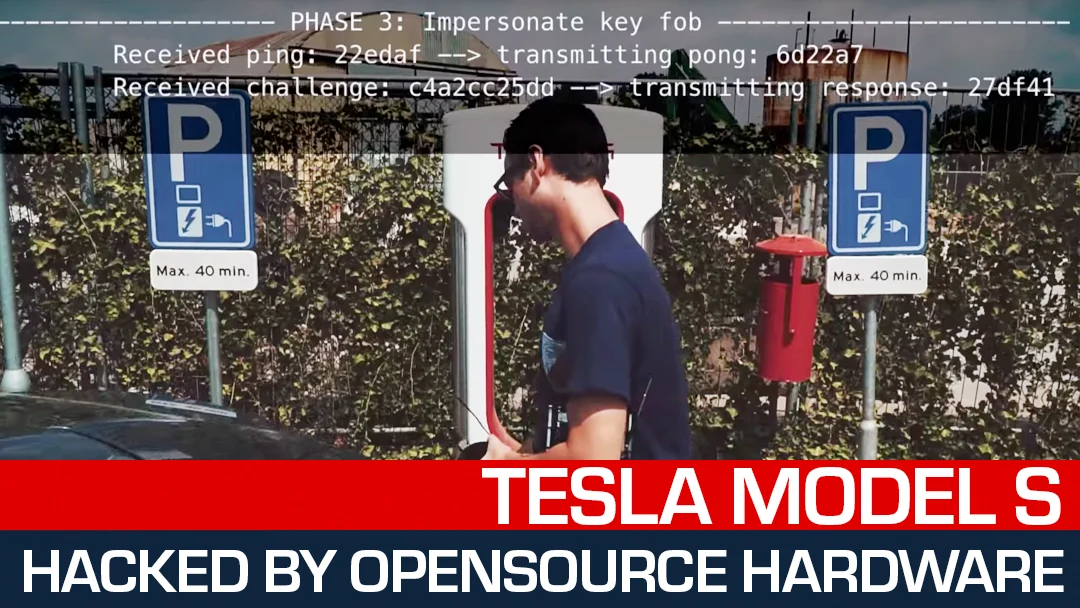 PHASE 3: Impersonate key fob
Received ping: 22edaf --> transmitting pong: 6d22a7
Received challenge: c4a2cc25dd --> transmitting response: 27df41
P
Max. 40 min.
P
Max. 40 min.
TESLA MODEL S
HACKED BY OPENSOURCE HARDWARE